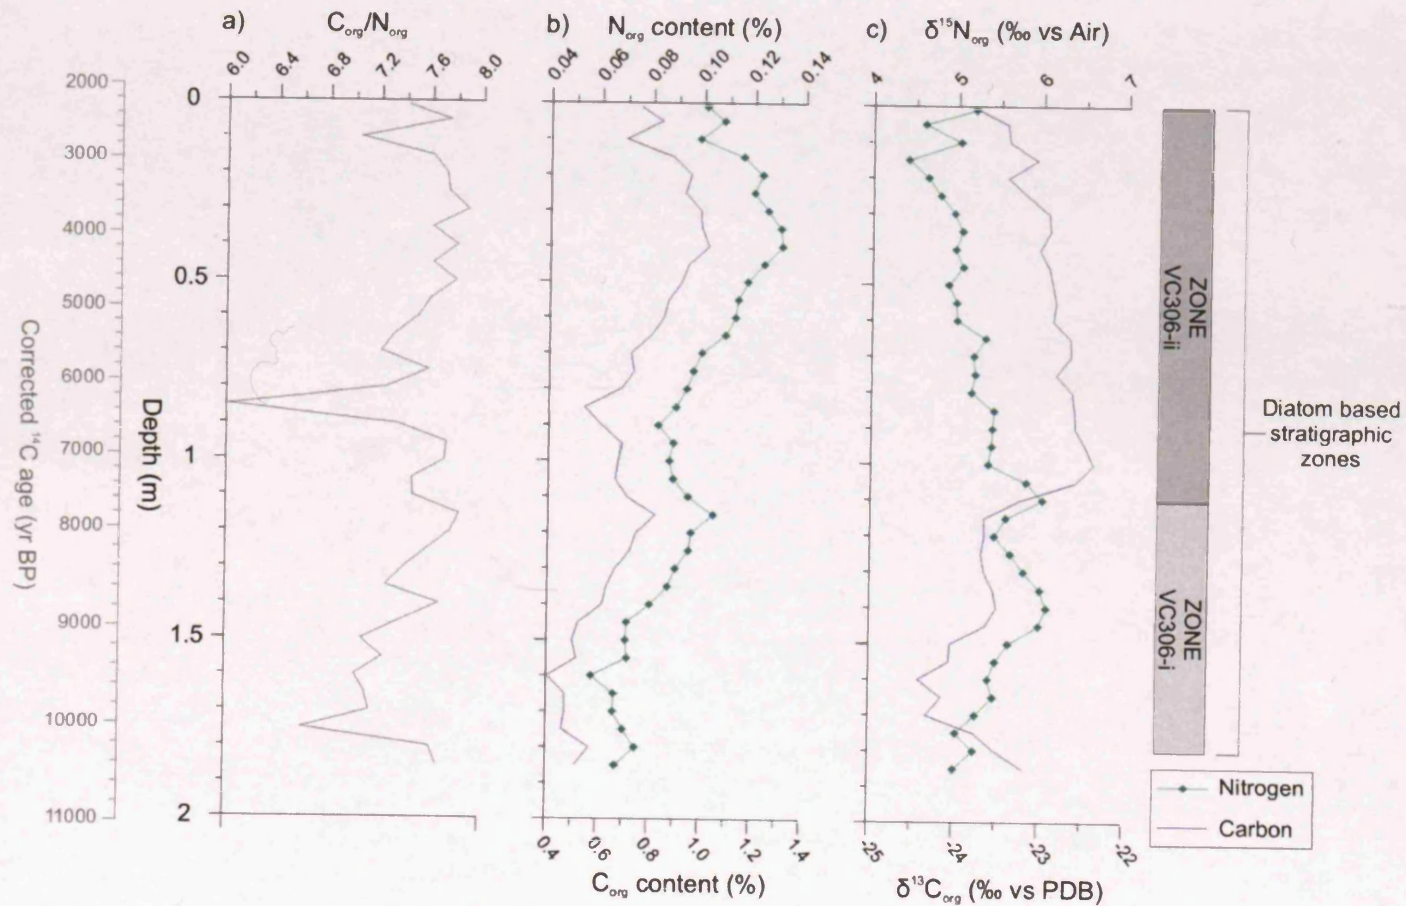 a) Corg/Norg
6.0 6.4 6.8 7.2 7.6 8.0
b) Norg content (%)
0.04 0.06 0.08 0.10 0.12 0.14
c) δ¹⁵Norg (‰ vs Air)
4 5 6 7
2000
3000
4000
5000
6000
7000
8000
9000
10000
11000
Corrected ¹⁴C age (yr BP)
0
0.5
1
1.5
2
Depth (m)
0.4 0.6 0.8 1.0 1.2 1.4
Corg content (%)
-25 -24 -23 -22
δ¹³Corg (‰ vs PDB)
ZONE
VC306-ii
ZONE
VC306-i
Diatom based
stratigraphic
zones
Nitrogen
Carbon